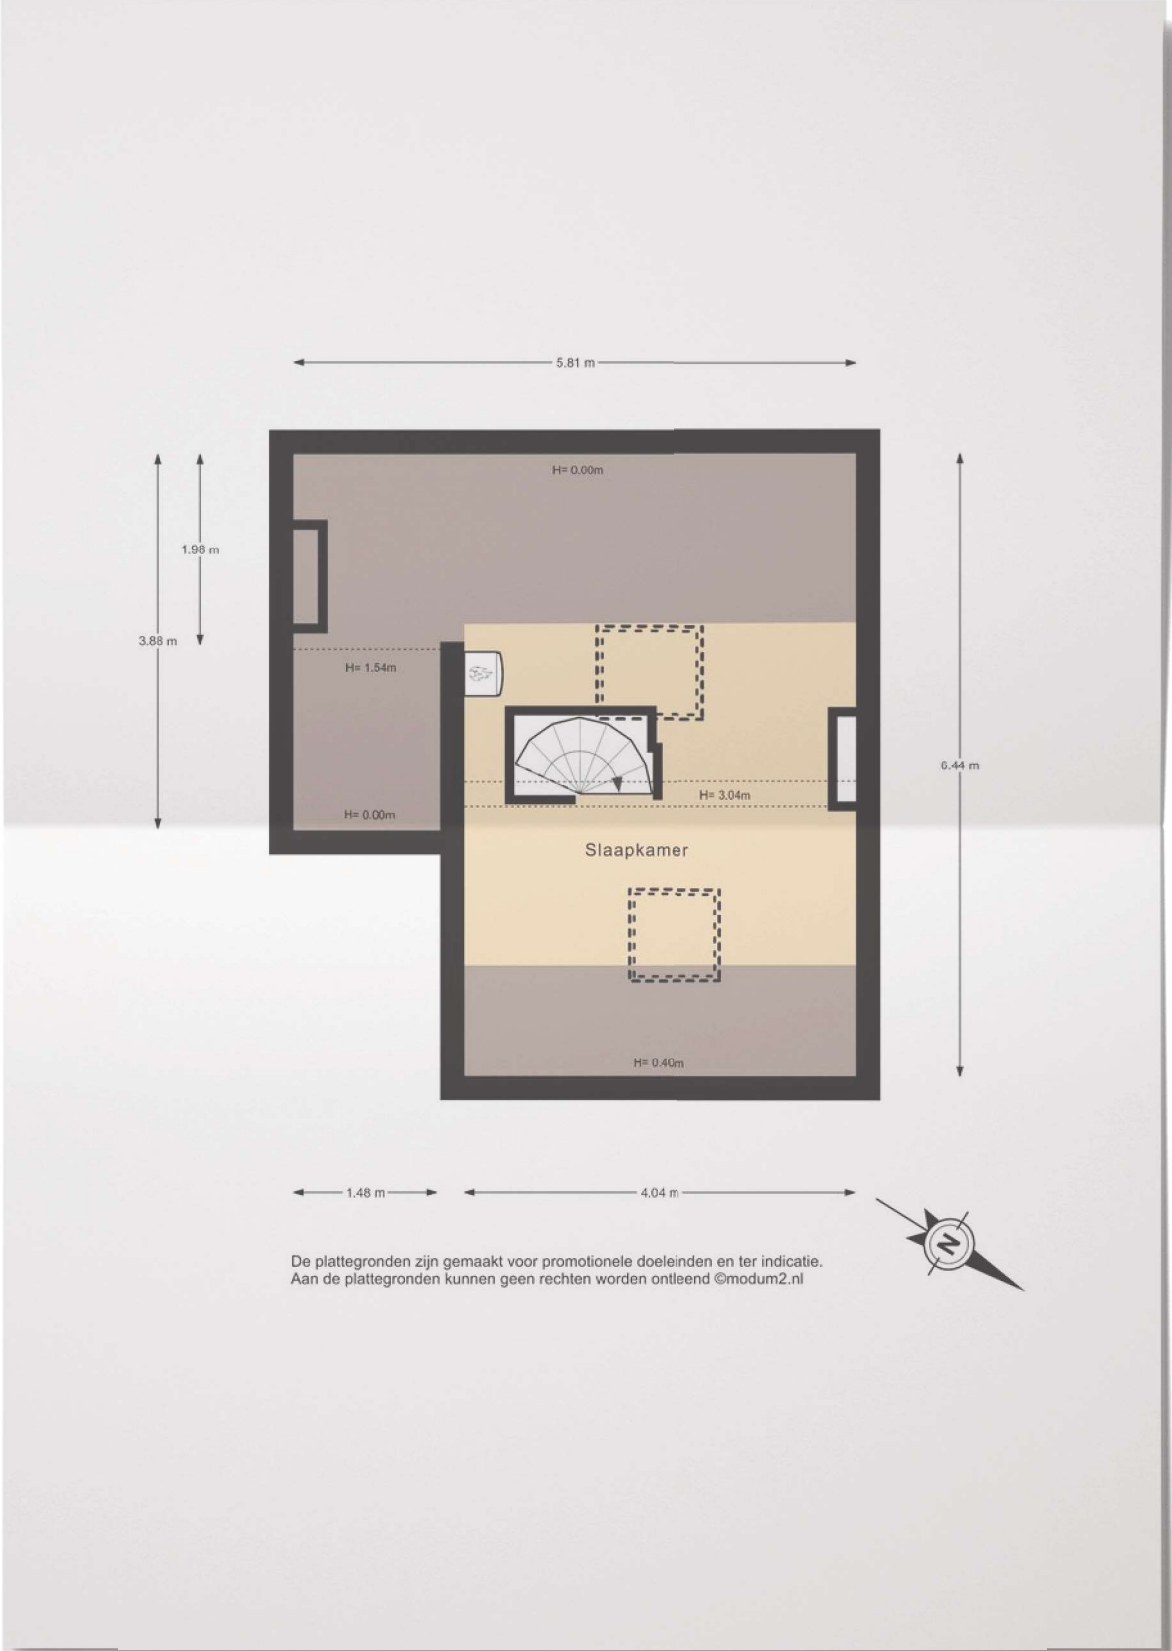 5.81 m
H= 0.00m
1.98 m
3.88 m
H= 1.54m
6.44 m
H= 3.04m
H= 0.00m
Slaapkamer
H= 0.40m
1.48 m
4.04 m
N
De plattegronden zijn gemaakt voor promotionele doeleinden en ter indicatie.
Aan de plattegronden kunnen geen rechten worden ontleend ©modum2.nl